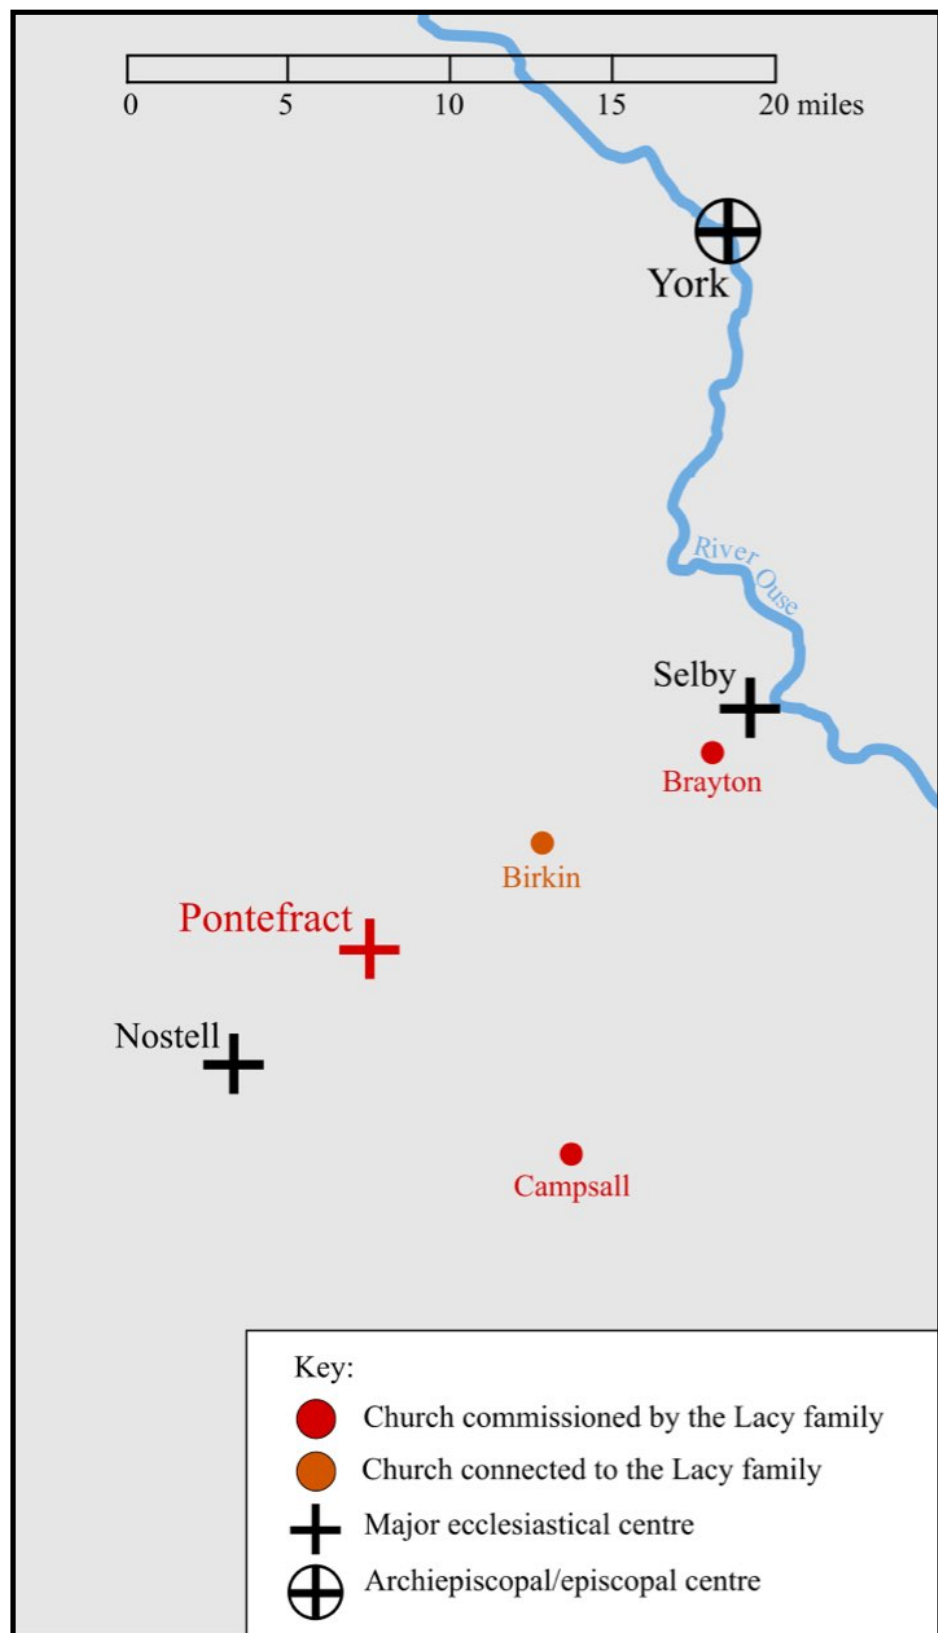 0 5 10 15 20 miles
York
River Ouse
Selby
Brayton
Birkin
Pontefract
Nostell
Campsall
Key:
Church commissioned by the Lacy family
Church connected to the Lacy family
Major ecclesiastical centre
Archiepiscopal/episcopal centre